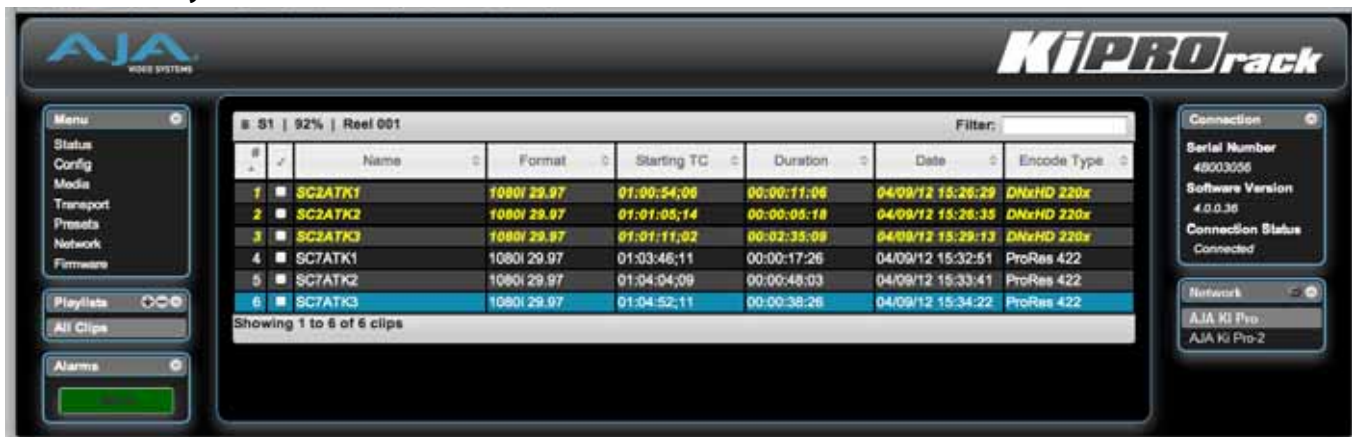 AJA
VIDEO SYSTEMS
KiPROrack
Menu
Status
Config
Media
Transport
Presets
Network
Firmware
Playlists
All Clips
Alarms
S1 | 92% | Reel 001 Filter:
# Name Format Starting TC Duration Date Encode Type
1 SC2ATK1 1080i 29.97 01:00:54;06 00:00:11;06 04/09/12 15:26:29 DNxHD 220x
2 SC2ATK2 1080i 29.97 01:01:05;14 00:00:05;18 04/09/12 15:26:35 DNxHD 220x
3 SC2ATK3 1080i 29.97 01:01:11;02 00:02:35;09 04/09/12 15:29:13 DNxHD 220x
4 SC7ATK1 1080i 29.97 01:03:46;11 00:00:17;26 04/09/12 15:32:51 ProRes 422
5 SC7ATK2 1080i 29.97 01:04:04;09 00:00:48;03 04/09/12 15:33:41 ProRes 422
6 SC7ATK3 1080i 29.97 01:04:52;11 00:00:38;26 04/09/12 15:34:22 ProRes 422
Showing 1 to 6 of 6 clips
Connection
Serial Number
48003056
Software Version
4.0.0.36
Connection Status
Connected
Network
AJA Ki Pro
AJA Ki Pro-2